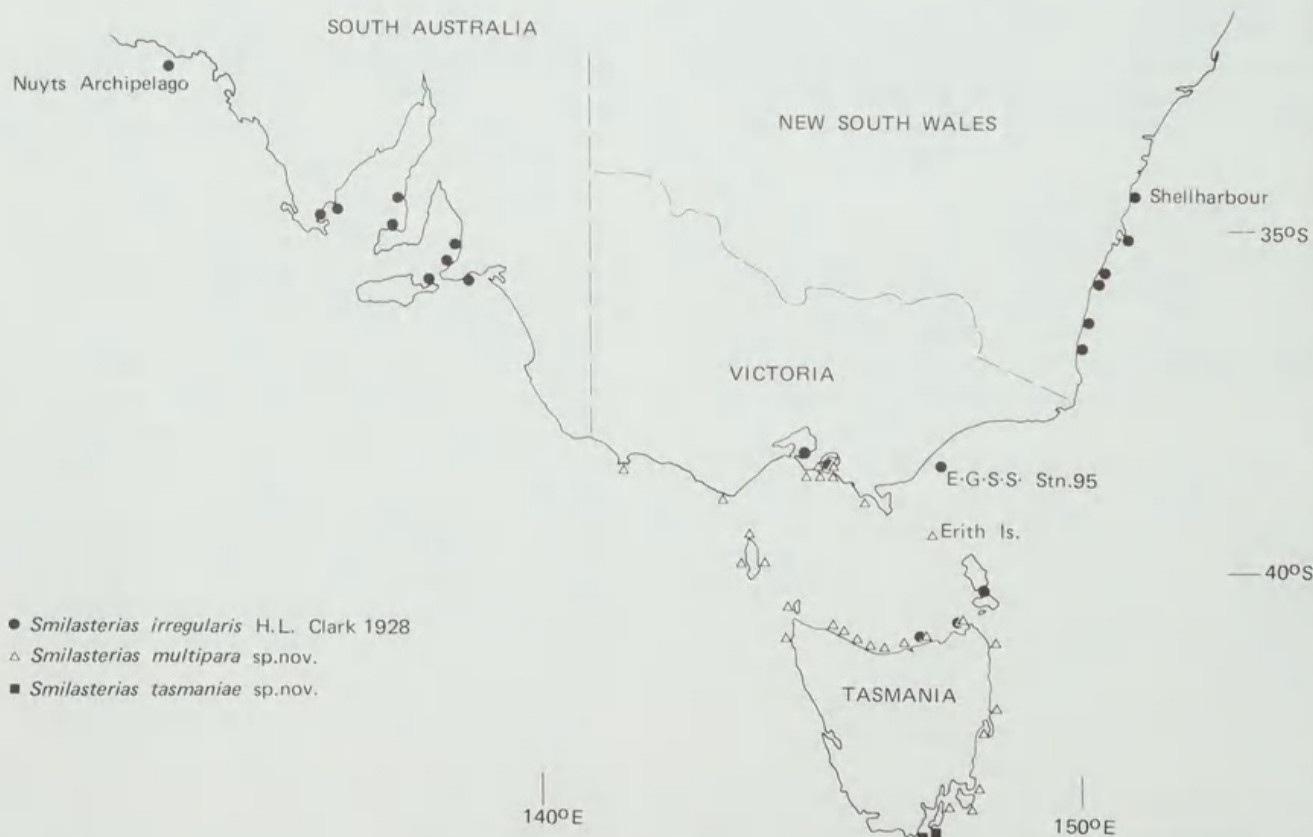 SOUTH AUSTRALIA
Nuyts Archipelago
NEW SOUTH WALES
Shellharbour
35°S
VICTORIA
E·G·S·S· Stn.95
Erith Is.
40°S
● Smilasterias irregularis H.L. Clark 1928
△ Smilasterias multipara sp.nov.
■ Smilasterias tasmaniae sp.nov.
TASMANIA
140°E
150°E